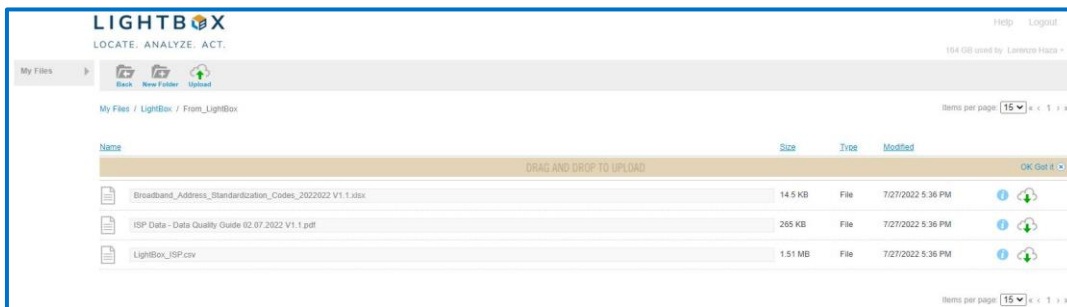 LIGHTBOX
Help Logout
LOCATE. ANALYZE. ACT.
184 GB used by Lorenzo Haza
My Files
Back New Folder Upload
My Files / LightBox / From_LightBox
Items per page: 15 « ‹ 1 › »
Name Size Type Modified
DRAG AND DROP TO UPLOAD OK Got it
Broadband_Address_Standardization_Codes_2022022 V1.1.xlsx 14.5 KB File 7/27/2022 5:36 PM
ISP Data - Data Quality Guide 02.07.2022 V1.1.pdf 265 KB File 7/27/2022 5:36 PM
LightBox_ISP.csv 1.51 MB File 7/27/2022 5:36 PM
Items per page: 15 « ‹ 1 › »